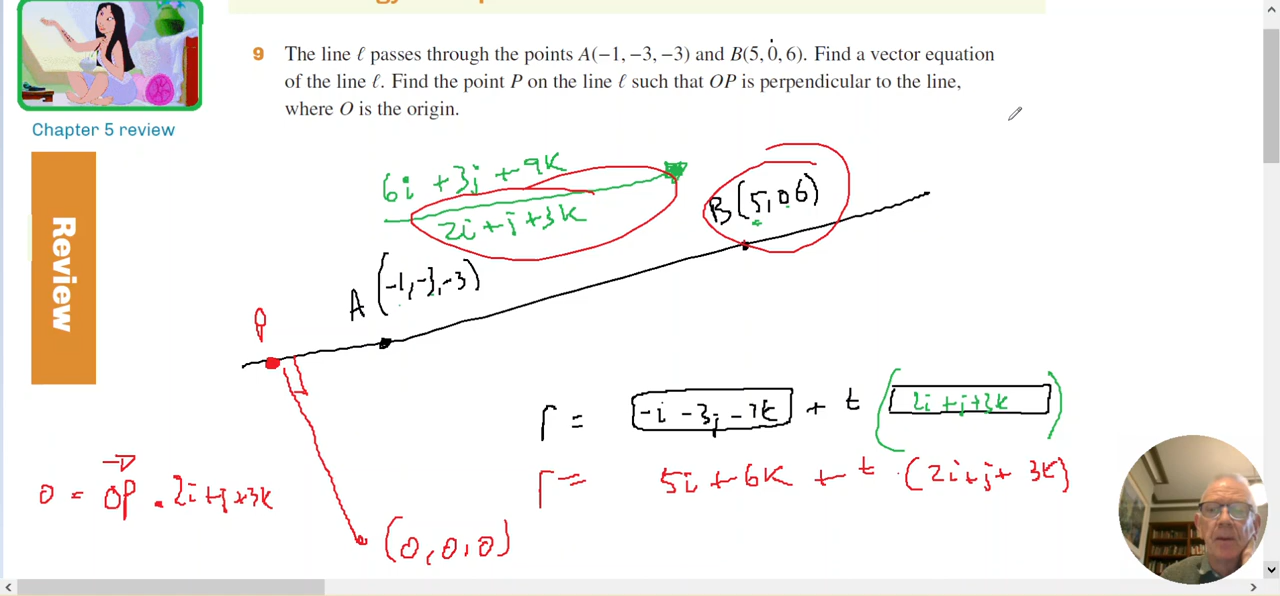 9 The line ℓ passes through the points A(−1, −3, −3) and B(5, 0, 6). Find a vector equation
of the line ℓ. Find the point P on the line ℓ such that OP is perpendicular to the line,
where O is the origin.
Chapter 5 review
Review
6i + 3j + 9k
2i + j + 3k
B (5, 0 6)
A (-1, -3, -3)
P
r = -i - 3j - 3k + t (2i + j + 3k)
r = 5i + 6k + t · (2i + j + 3k)
0 = OP · 2i + j + 3k
(0, 0, 0)